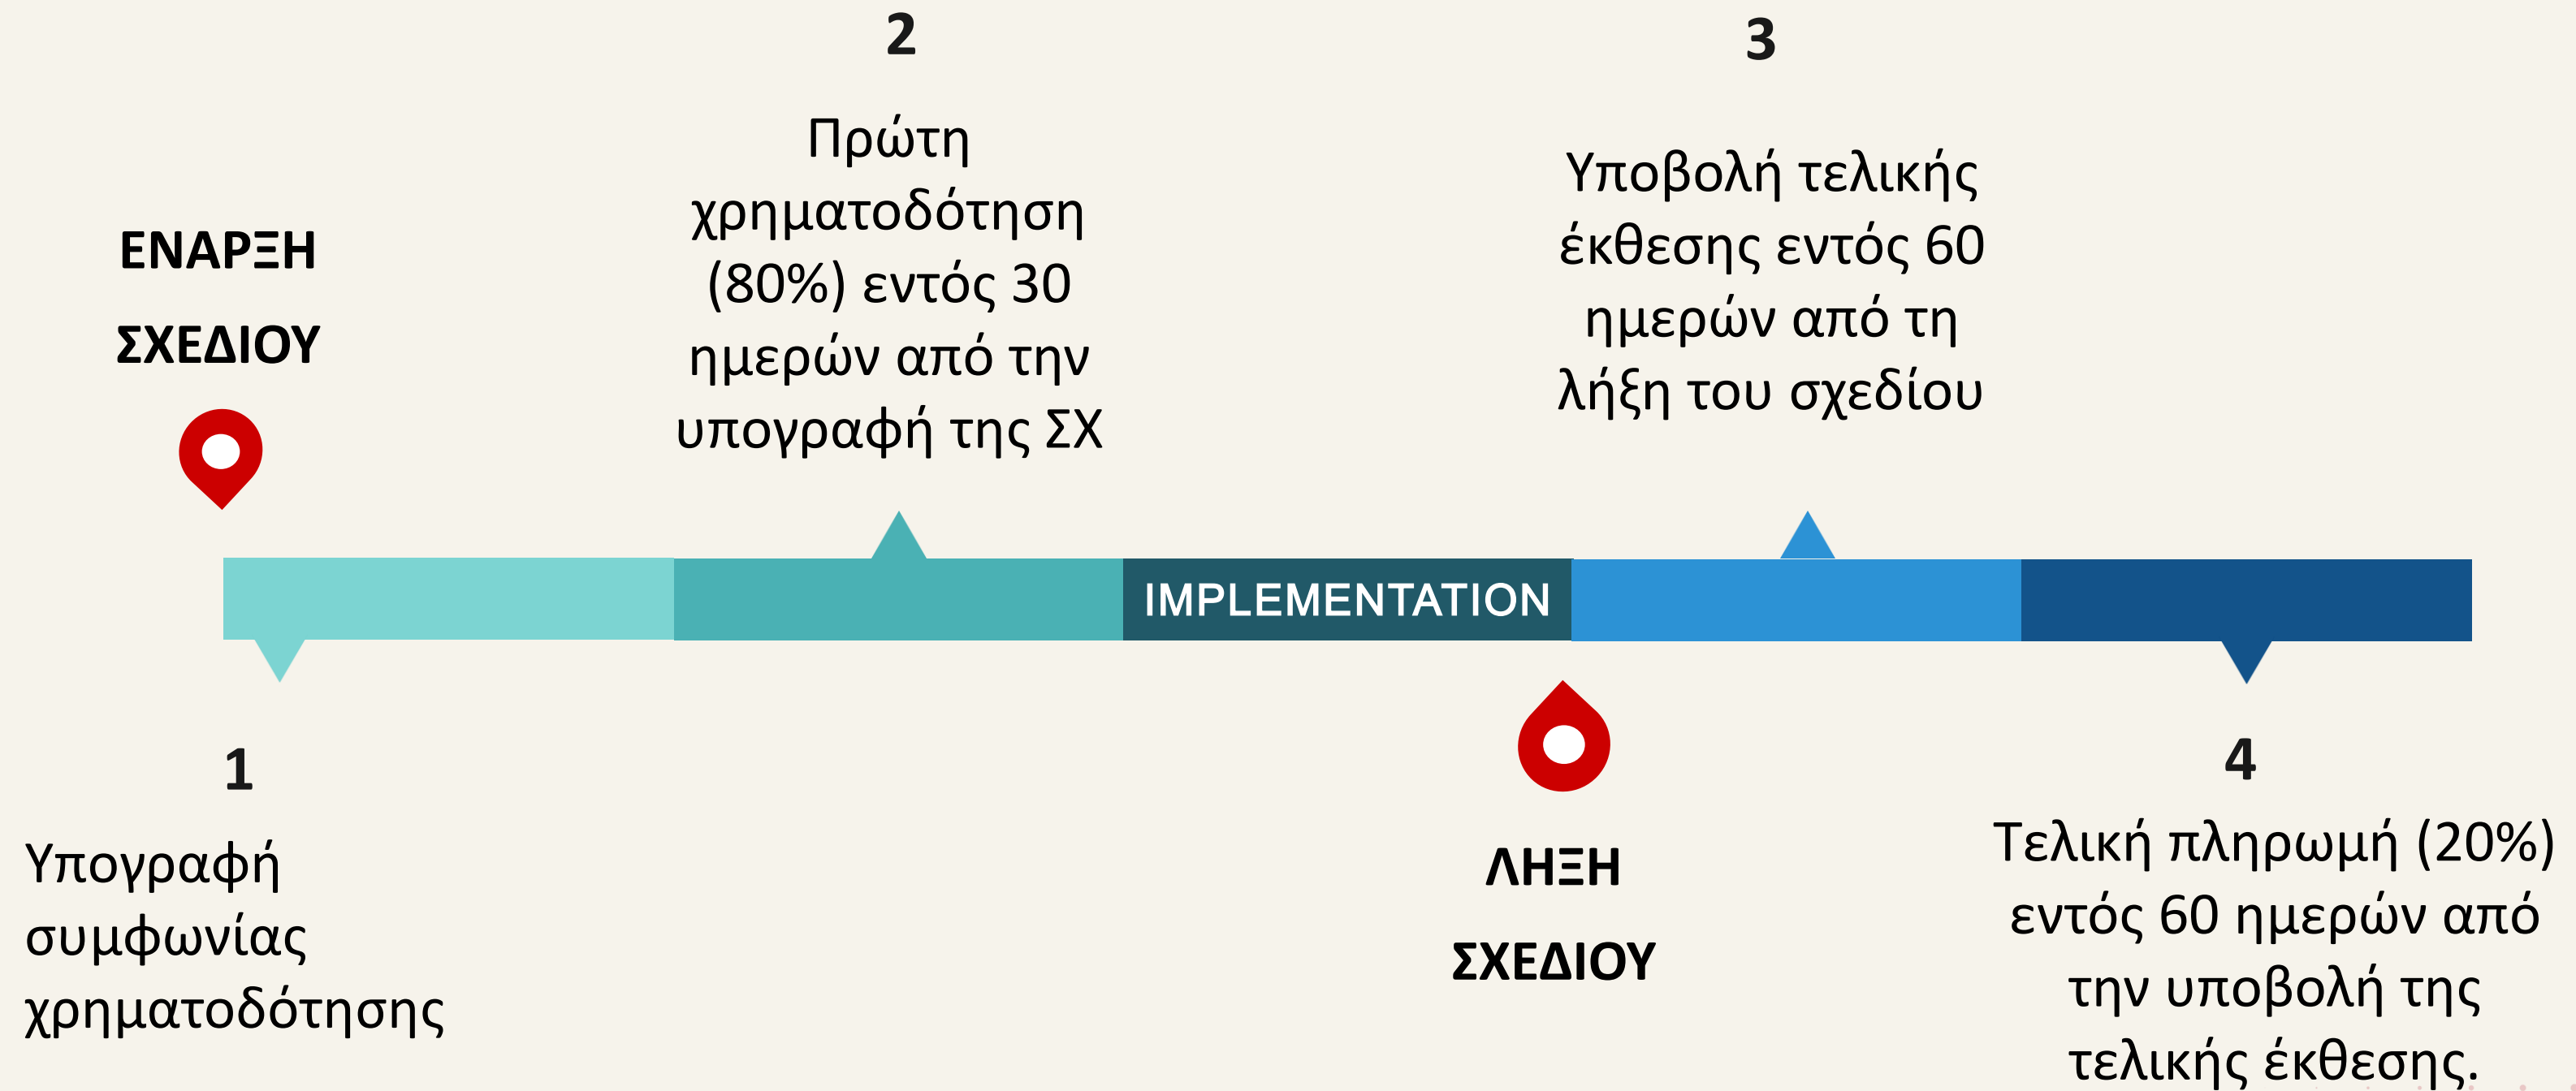 ΕΝΑΡΞΗ
ΣΧΕΔΙΟΥ
1
Υπογραφή
συμφωνίας
χρηματοδότησης
2
Πρώτη
χρηματοδότηση
(80%) εντός 30
ημερών από την
υπογραφή της ΣΧ
IMPLEMENTATION
ΛΗΞΗ
ΣΧΕΔΙΟΥ
3
Υποβολή τελικής
έκθεσης εντός 60
ημερών από τη
λήξη του σχεδίου
4
Τελική πληρωμή (20%)
εντός 60 ημερών από
την υποβολή της
τελικής έκθεσης.